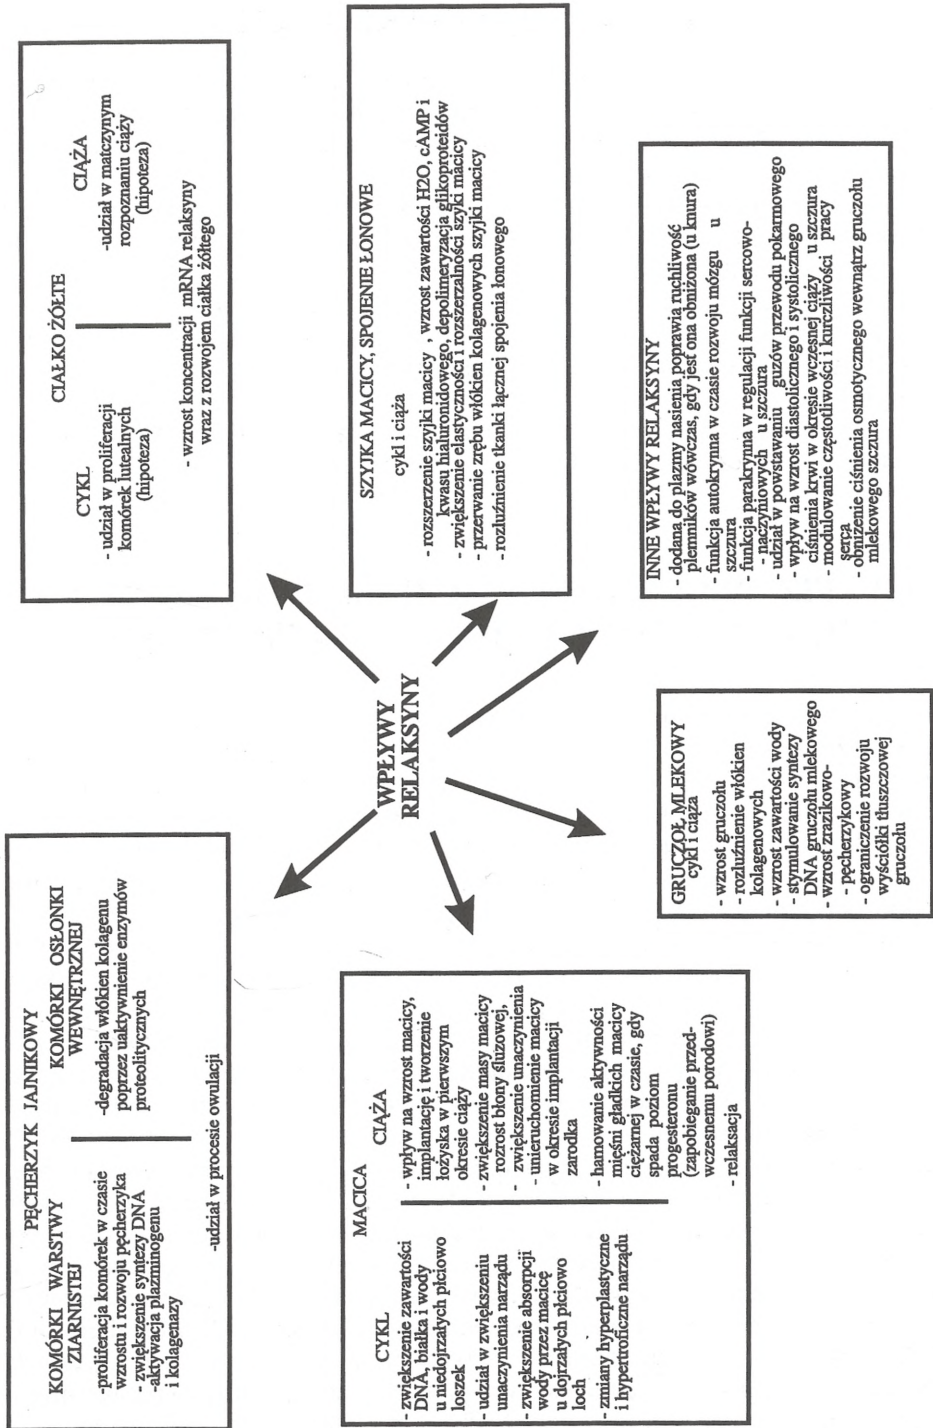 PĘCHERZYK JAJNIKOWY
KOMÓRKI WARSTWY
ZIARNISTEJ
-proliferacja komórek w czasie
wzrostu i rozwoju pęcherzyka
- zwiększenie syntezy DNA
-aktywacja plazminogenu
i kolagenazy
KOMÓRKI OSŁONKI
WEWNĘTRZNEJ
-degradacja włókien kolagenu
poprzez uaktywnienie enzymów
proteolitycznych
-udział w procesie owulacji
CIAŁKO ŻÓŁTE
CYKL
- udział w proliferacji
komórek lutealnych
(hipoteza)
CIĄŻA
-udział w matczynym
rozpoznaniu ciąży
(hipoteza)
- wzrost koncentracji mRNA relaksyny
wraz z rozwojem ciałka żółtego
WPŁYWY
RELAKSYNY
MACICA
CYKL
- zwiększenie zawartości
DNA, białka i wody
u niedojrzałych płciowo
loszek
- udział w zwiększeniu
unaczynienia narządu
- zwiększenie absorpcji
wody przez macicę
u dojrzałych płciowo
loch
- zmiany hyperplastyczne
i hypertroficzne narządu
CIĄŻA
- wpływ na wzrost macicy,
implantację i tworzenie
łożyska w pierwszym
okresie ciąży
- zwiększenie masy macicy
rozrost błony śluzowej,
- zwiększenie unaczynienia
- unieruchomienie macicy
w okresie implantacji
zarodka
- hamowanie aktywności
mięśni gładkich macicy
ciężarnej w czasie, gdy
spada poziom
progesteronu
(zapobieganie przed-
wczesnemu porodowi)
- relaksacja
SZYJKA MACICY, SPOJENIE ŁONOWE
cykl i ciąża
- rozszerzenie szyjki macicy , wzrost zawartości H2O, cAMP i
kwasu hialuronidowego, depolimeryzacja glikoproteidów
- zwiększenie elastyczności i rozszerzalności szyki macicy
- przerwanie zrębu włókien kolagenowych szyjki macicy
- rozluźnienie tkanki łącznej spojenia łonowego
GRUCZOŁ MLEKOWY
cykl i ciąża
- wzrost gruczołu
- rozluźnienie włókien
kolagenowych
- wzrost zawartości wody
- stymulowanie syntezy
DNA gruczołu mlekowego
- wzrost zrazikowo-
- pęcherzykowy
- ograniczenie rozwoju
wyściółki tłuszczowej
gruczołu
INNE WPŁYWY RELAKSYNY
- dodana do plazmy nasienia poprawią ruchliwość
plemników wówczas, gdy jest ona obniżona (u knura)
- funkcja autokrynna w czasie rozwoju mózgu u
szczura
- funkcja parakrynna w regulacji funkcji sercowo-
- naczyniowych u szczura
- udział w powstawaniu guzów przewodu pokarmowego
- wpływ na wzrost diastolicznego i systolicznego
ciśnienia krwi w okresie wczesnej ciąży u szczura
- modulowanie częstotliwości i kurczliwości pracy
serca
- obniżenie ciśnienia osmotycznego wewnątrz gruczołu
mlekowego szczura